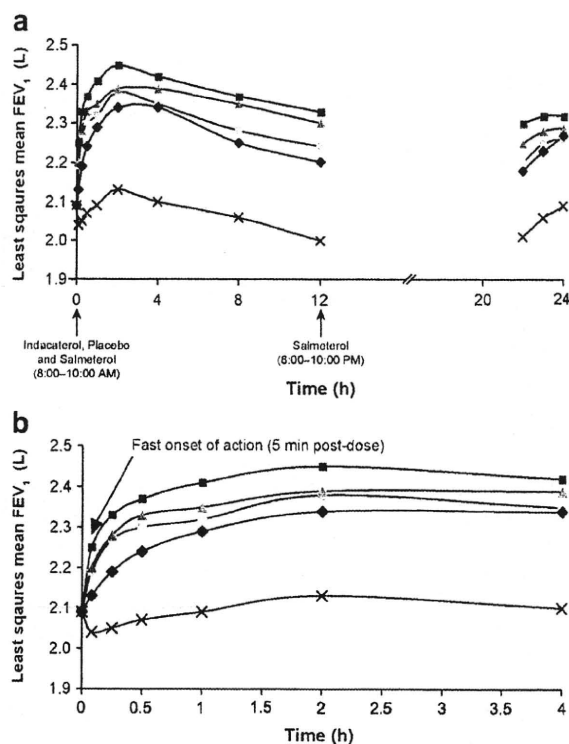 a
Least sqaures mean FEV1 (L)
2.5
2.4
2.3
2.2
2.1
2.0
1.9
0 4 8 12 20 24
Indacaterol, Placebo
and Salmeterol
(8:00–10:00 AM)
Salmeterol
(8:00–10:00 PM)
Time (h)
b
Least sqaures mean FEV1 (L)
2.5
2.4
2.3
2.2
2.1
2.0
1.9
Fast onset of action (5 min post-dose)
0 0.5 1 1.5 2 2.5 3 3.5 4
Time (h)